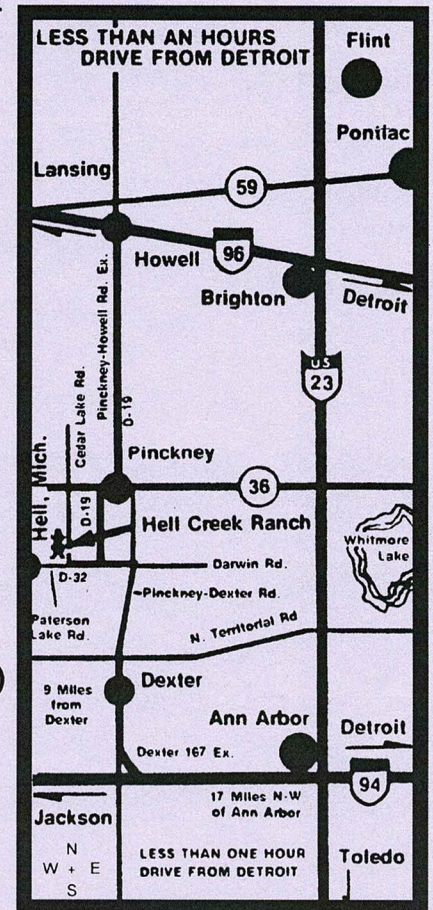 LESS THAN AN HOURS
DRIVE FROM DETROIT
Flint
Pontiac
Lansing
59
Howell
96
Brighton
Detroit
Pinckney-Howell Rd. Ex.
D-19
Cedar Lake Rd.
US
23
Pinckney
36
Hell, Mich.
D-19
Hell Creek Ranch
Whitmore
Lake
Darwin Rd.
D-32
Pinckney-Dexter Rd.
Paterson
Lake Rd.
N. Territorial Rd
9 Miles
from
Dexter
Dexter
Ann Arbor
Detroit
Dexter 167 Ex.
94
Jackson
17 Miles N-W
of Ann Arbor
N
W + E
S
LESS THAN ONE HOUR
DRIVE FROM DETROIT
Toledo